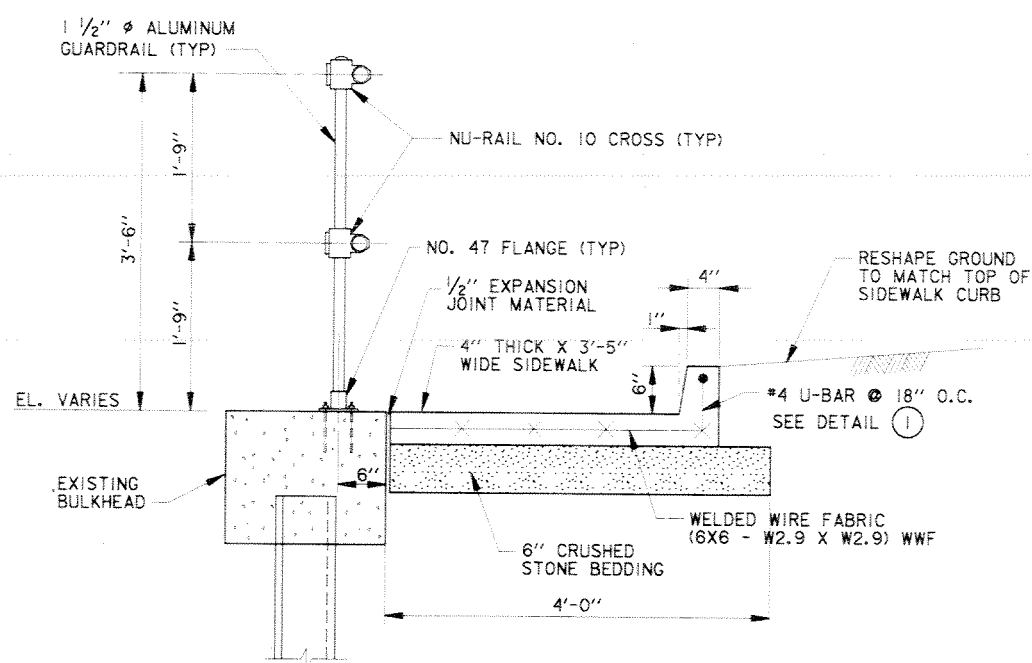 1 1/2" ø ALUMINUM
GUARDRAIL (TYP)
NU-RAIL NO. 10 CROSS (TYP)
1'-9"
3'-6"
NO. 47 FLANGE (TYP)
1/2" EXPANSION
JOINT MATERIAL
4"
RESHAPE GROUND
TO MATCH TOP OF
SIDEWALK CURB
1'-9"
1"
4" THICK X 3'-5"
WIDE SIDEWALK
6"
EL. VARIES
#4 U-BAR @ 18" O.C.
SEE DETAIL 1
6"
EXISTING
BULKHEAD
WELDED WIRE FABRIC
(6X6 - W2.9 X W2.9) WWF
6" CRUSHED
STONE BEDDING
4'-0"